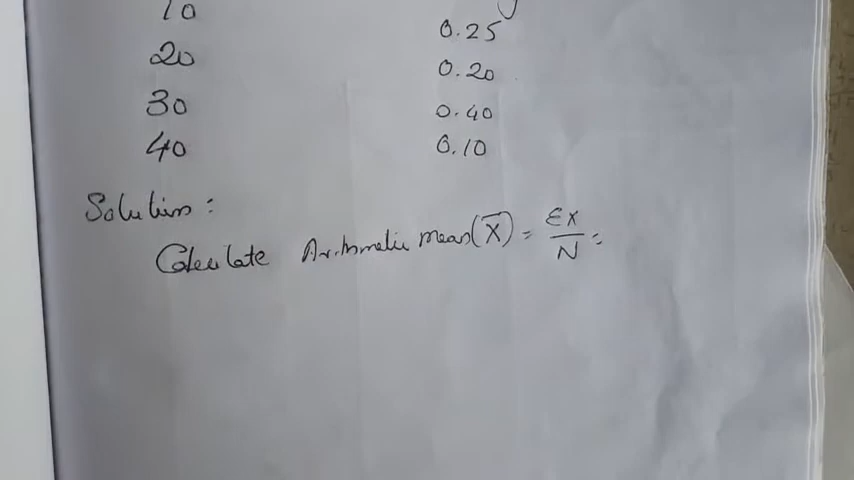 10 0.25
20 0.20
30 0.40
40 0.10
Solution :
Calculate Arithmetic mean (X̅) = ΣX/N =